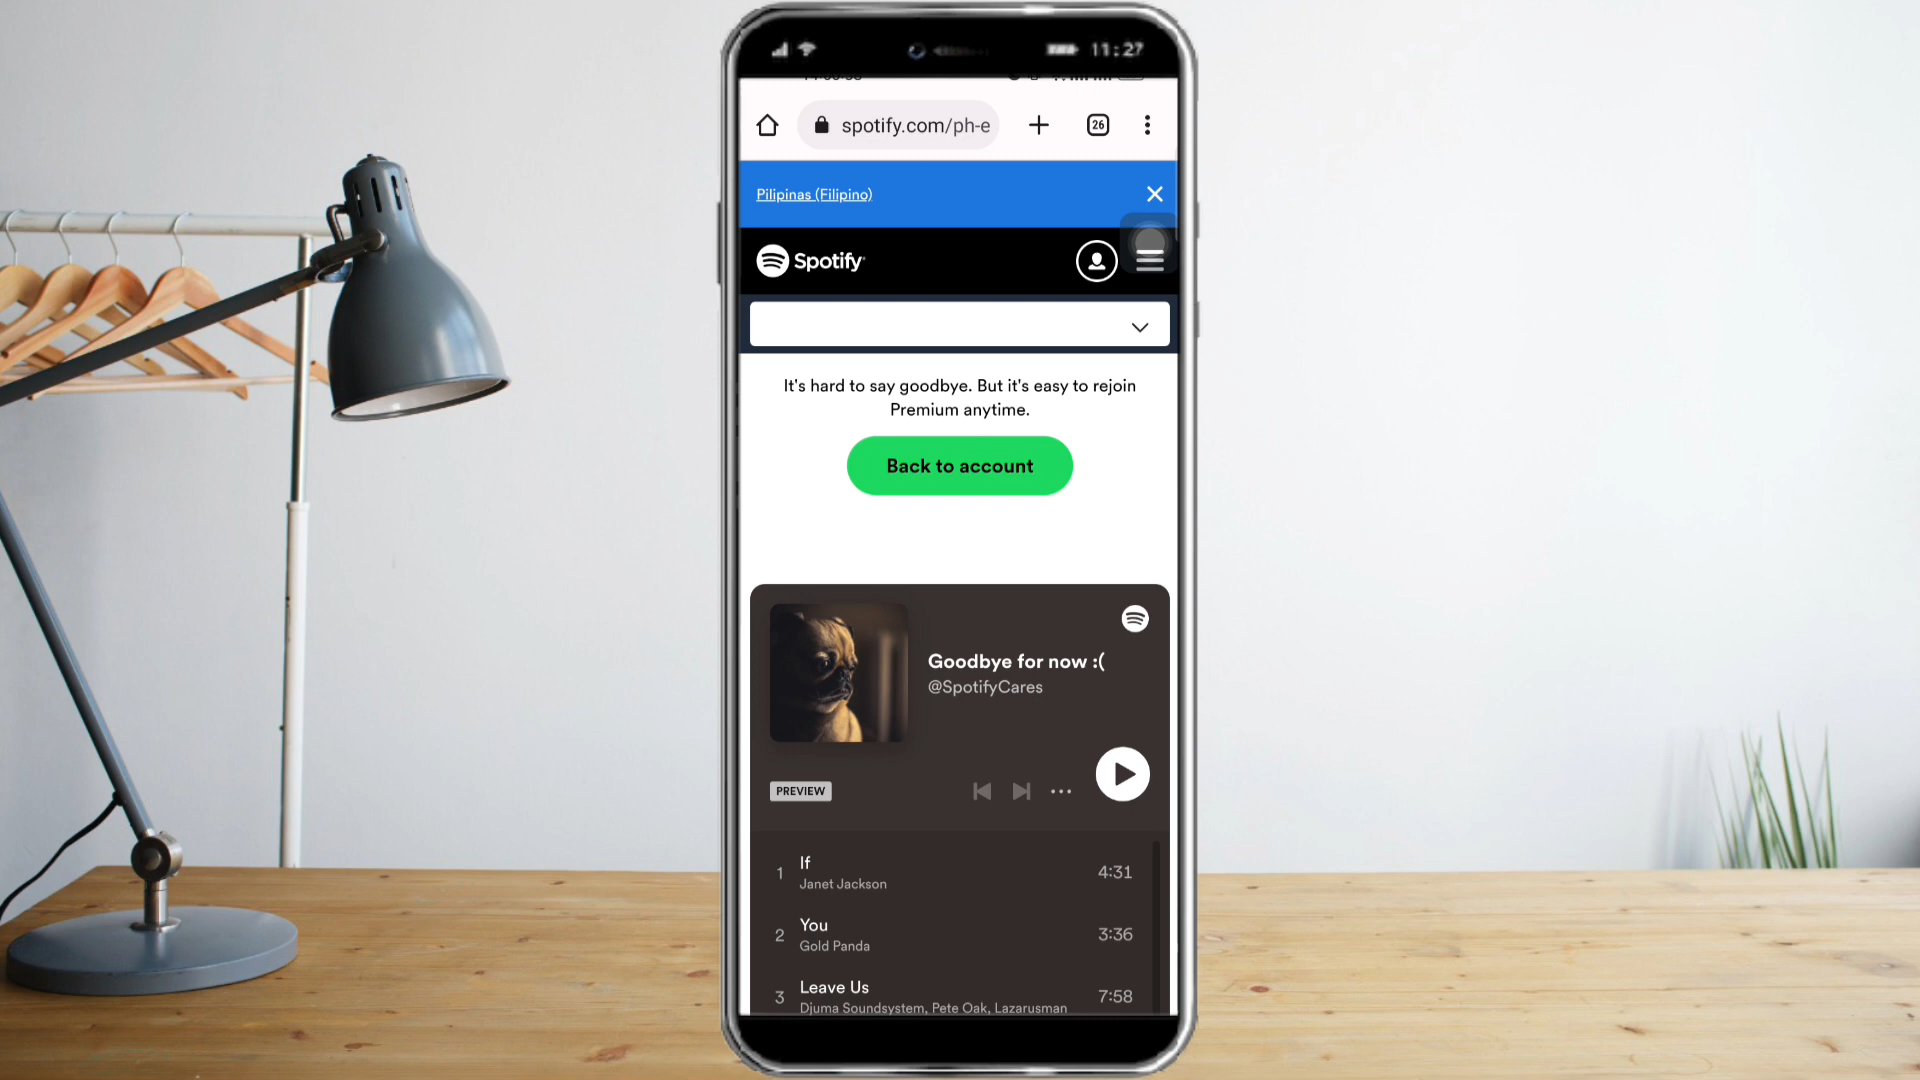 11:27
spotify.com/ph-e
26
Pilipinas (Filipino)
Spotify
It's hard to say goodbye. But it's easy to rejoin
Premium anytime.
Back to account
Goodbye for now :(
@SpotifyCares
PREVIEW
1
If
4:31
Janet Jackson
2
You
3:36
Gold Panda
3
Leave Us
7:58
Djuma Soundsystem, Pete Oak, Lazarusman